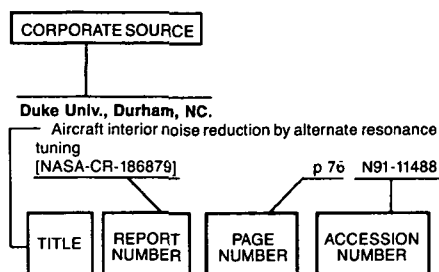 CORPORATE SOURCE
Duke Univ., Durham, NC.
Aircraft interior noise reduction by alternate resonance
tuning
[NASA-CR-186879] p 76 N91-11488
TITLE
REPORT NUMBER
PAGE NUMBER
ACCESSION NUMBER